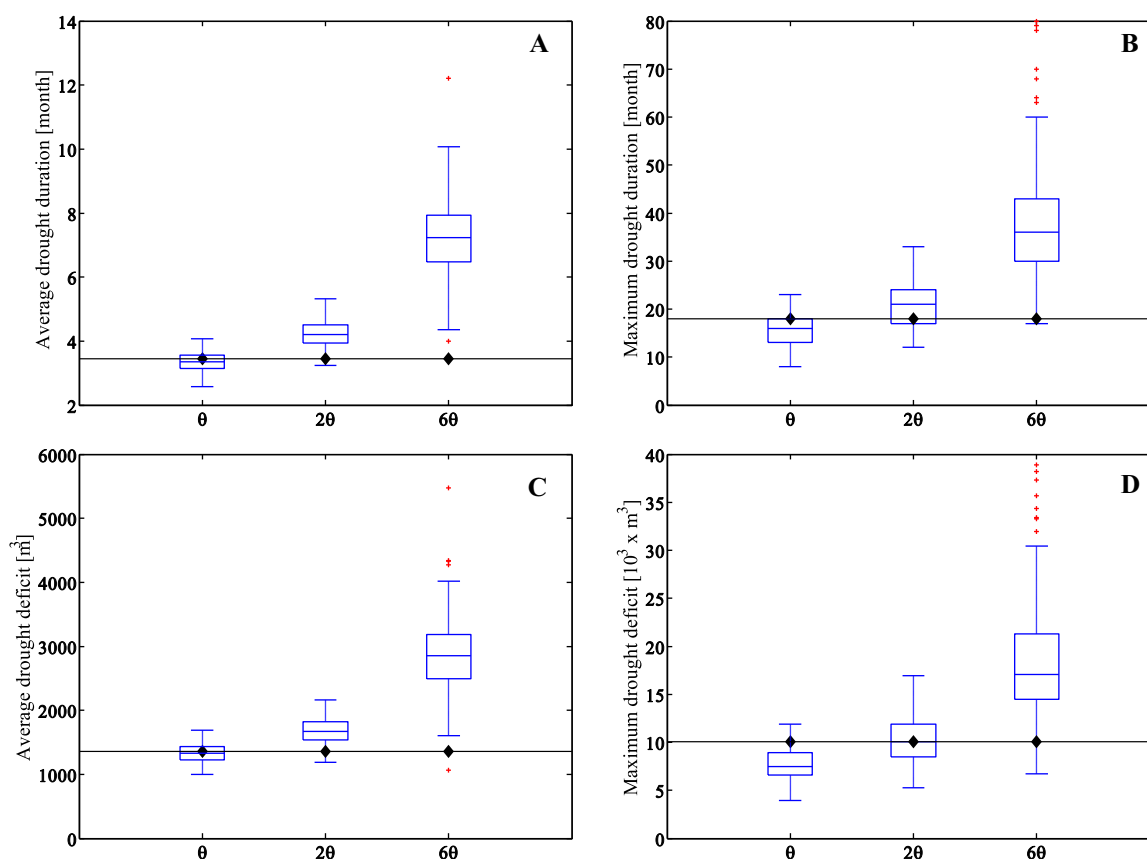 A
Average drought duration [month]
14
12
10
8
6
4
2
θ
2θ
6θ
B
Maximum drought duration [month]
80
70
60
50
40
30
20
10
0
θ
2θ
6θ
C
Average drought deficit [m³]
6000
5000
4000
3000
2000
1000
0
θ
2θ
6θ
D
Maximum drought deficit [10³ x m³]
40
35
30
25
20
15
10
5
0
θ
2θ
6θ